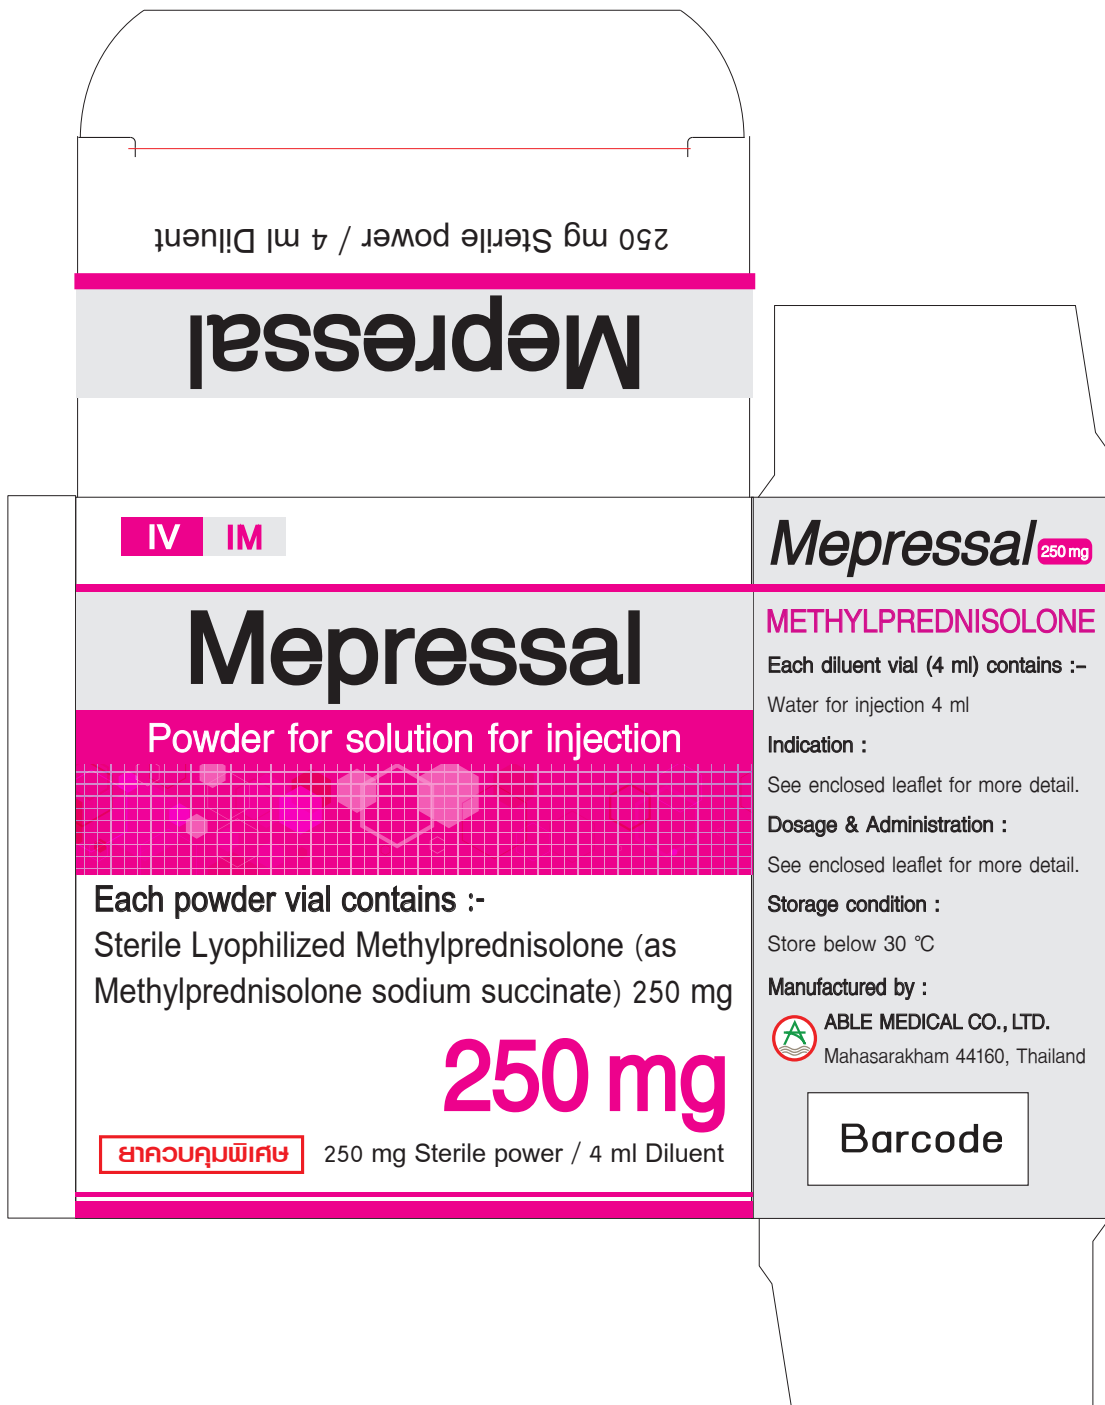 250 mg Sterile power / 4 ml Diluent
Mepressal
IV IM
Mepressal
Powder for solution for injection
Each powder vial contains :-
Sterile Lyophilized Methylprednisolone (as
Methylprednisolone sodium succinate) 250 mg
250 mg
ยาควบคุมพิเศษ
250 mg Sterile power / 4 ml Diluent
Mepressal 250 mg
METHYLPREDNISOLONE
Each diluent vial (4 ml) contains :-
Water for injection 4 ml
Indication :
See enclosed leaflet for more detail.
Dosage & Administration :
See enclosed leaflet for more detail.
Storage condition :
Store below 30 °C
Manufactured by :
ABLE MEDICAL CO., LTD.
Mahasarakham 44160, Thailand
Barcode